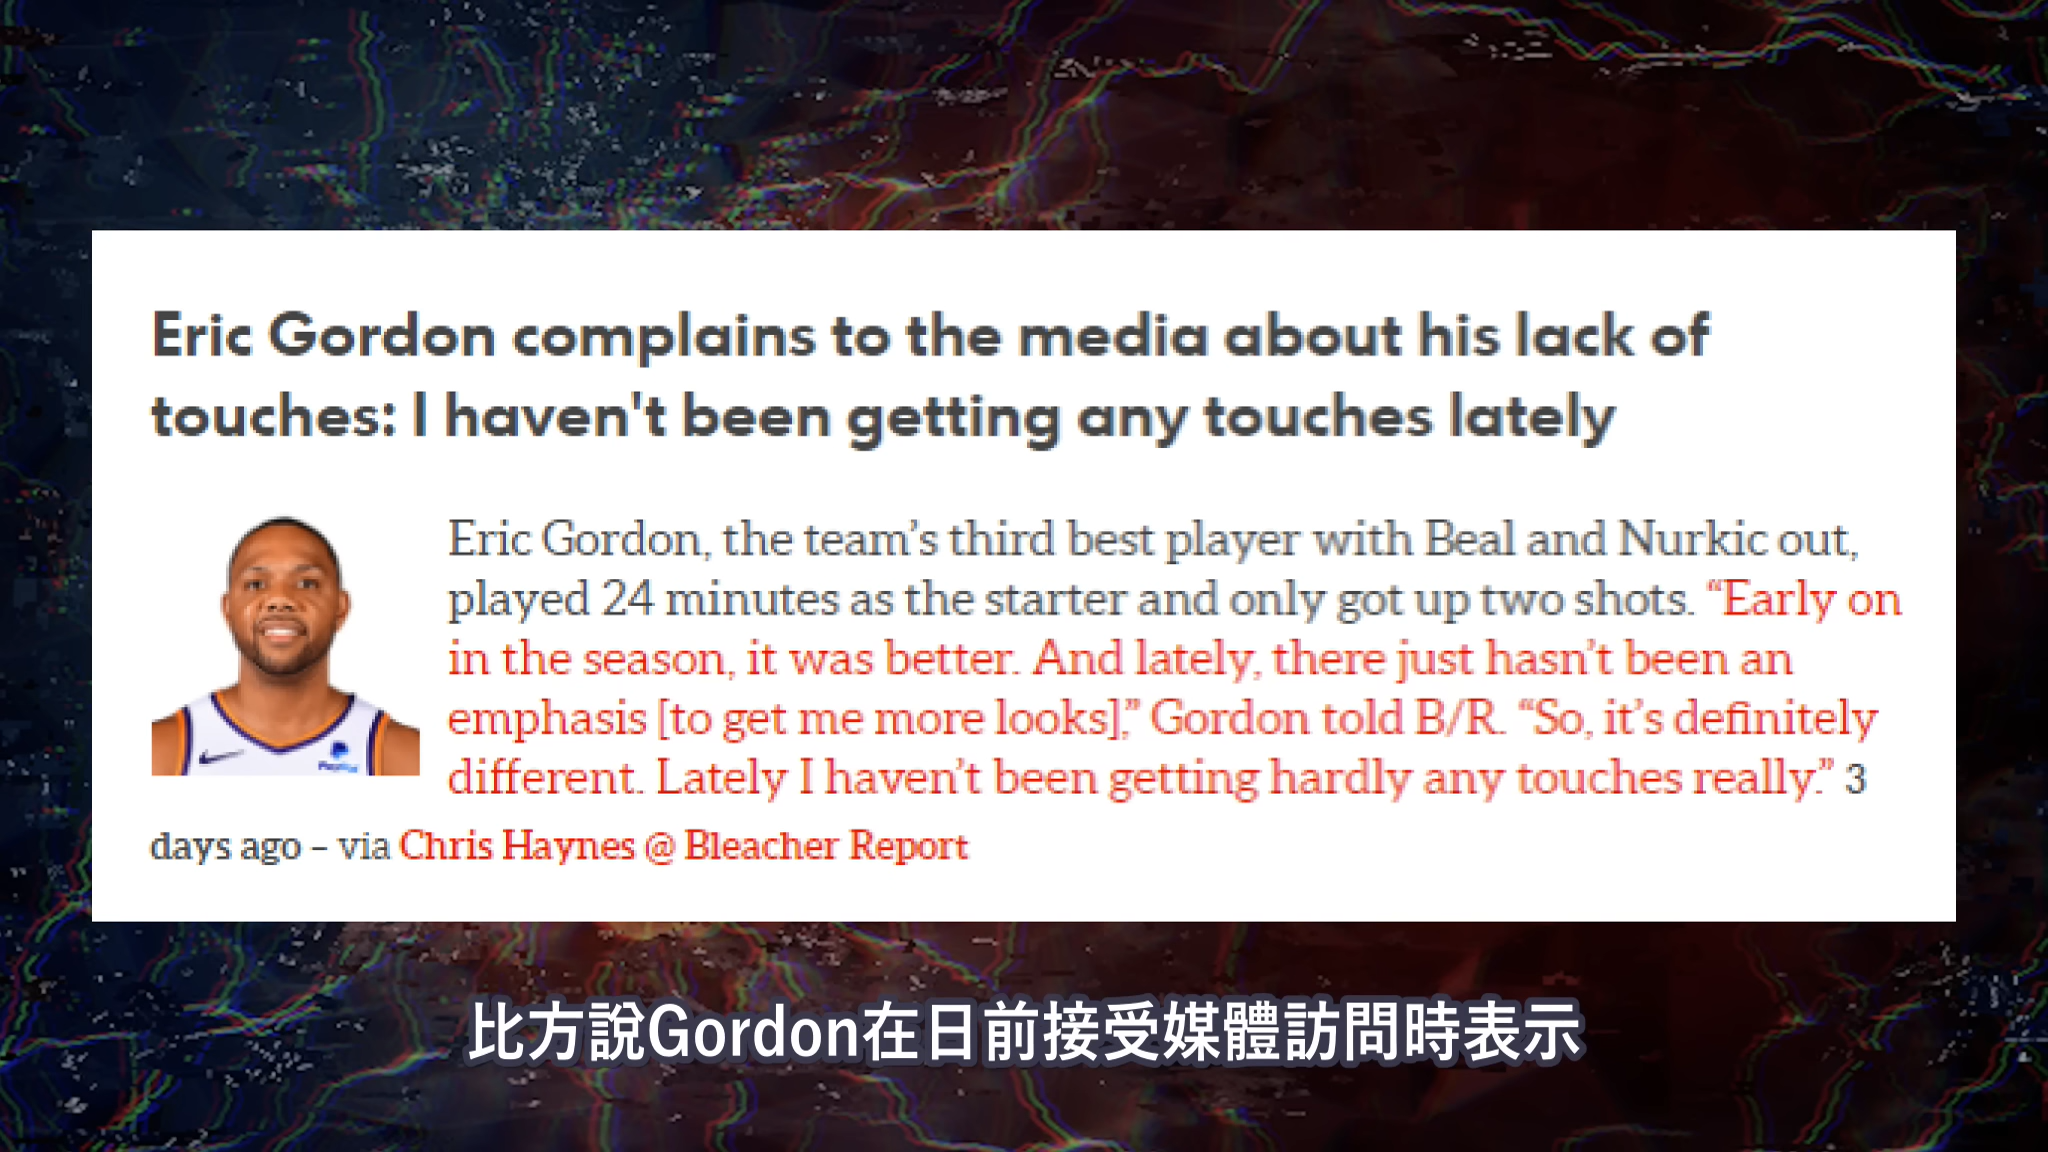 Eric Gordon complains to the media about his lack of
touches: I haven't been getting any touches lately
Eric Gordon, the team’s third best player with Beal and Nurkic out,
played 24 minutes as the starter and only got up two shots. “Early on
in the season, it was better. And lately, there just hasn’t been an
emphasis [to get me more looks],” Gordon told B/R. “So, it’s definitely
different. Lately I haven’t been getting hardly any touches really.” 3
days ago – via Chris Haynes @ Bleacher Report
比方說Gordon在日前接受媒體訪問時表示